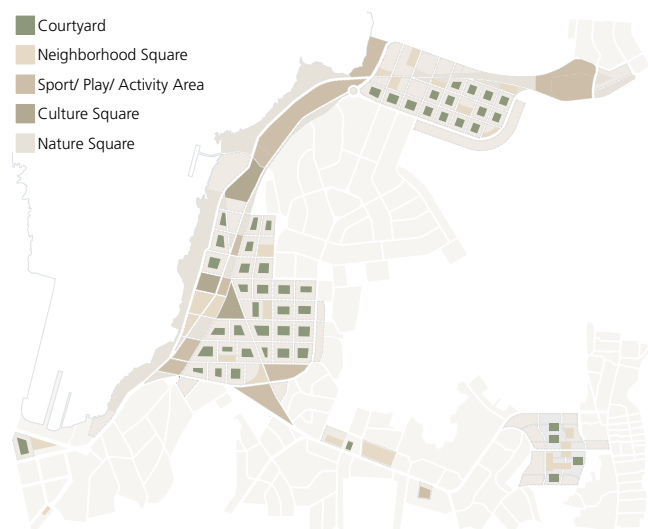 Courtyard
Neighborhood Square
Sport/ Play/ Activity Area
Culture Square
Nature Square